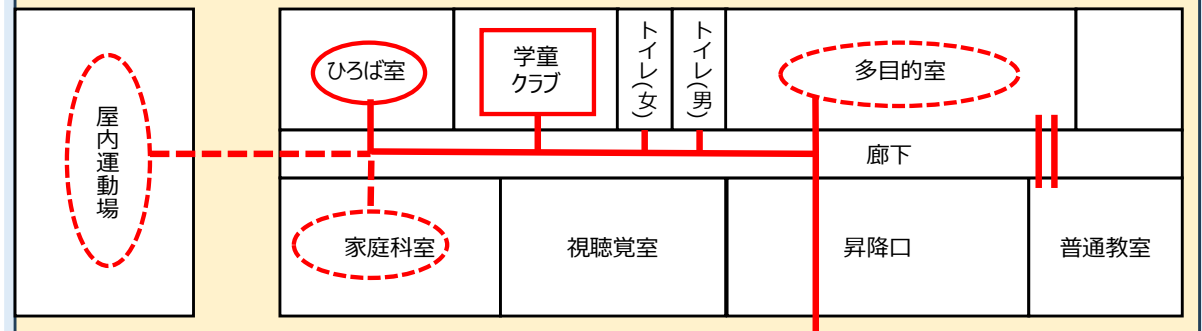 屋内運動場
ひろば室
学童
クラブ
トイレ(女)
トイレ(男)
多目的室
廊下
家庭科室
視聴覚室
昇降口
普通教室